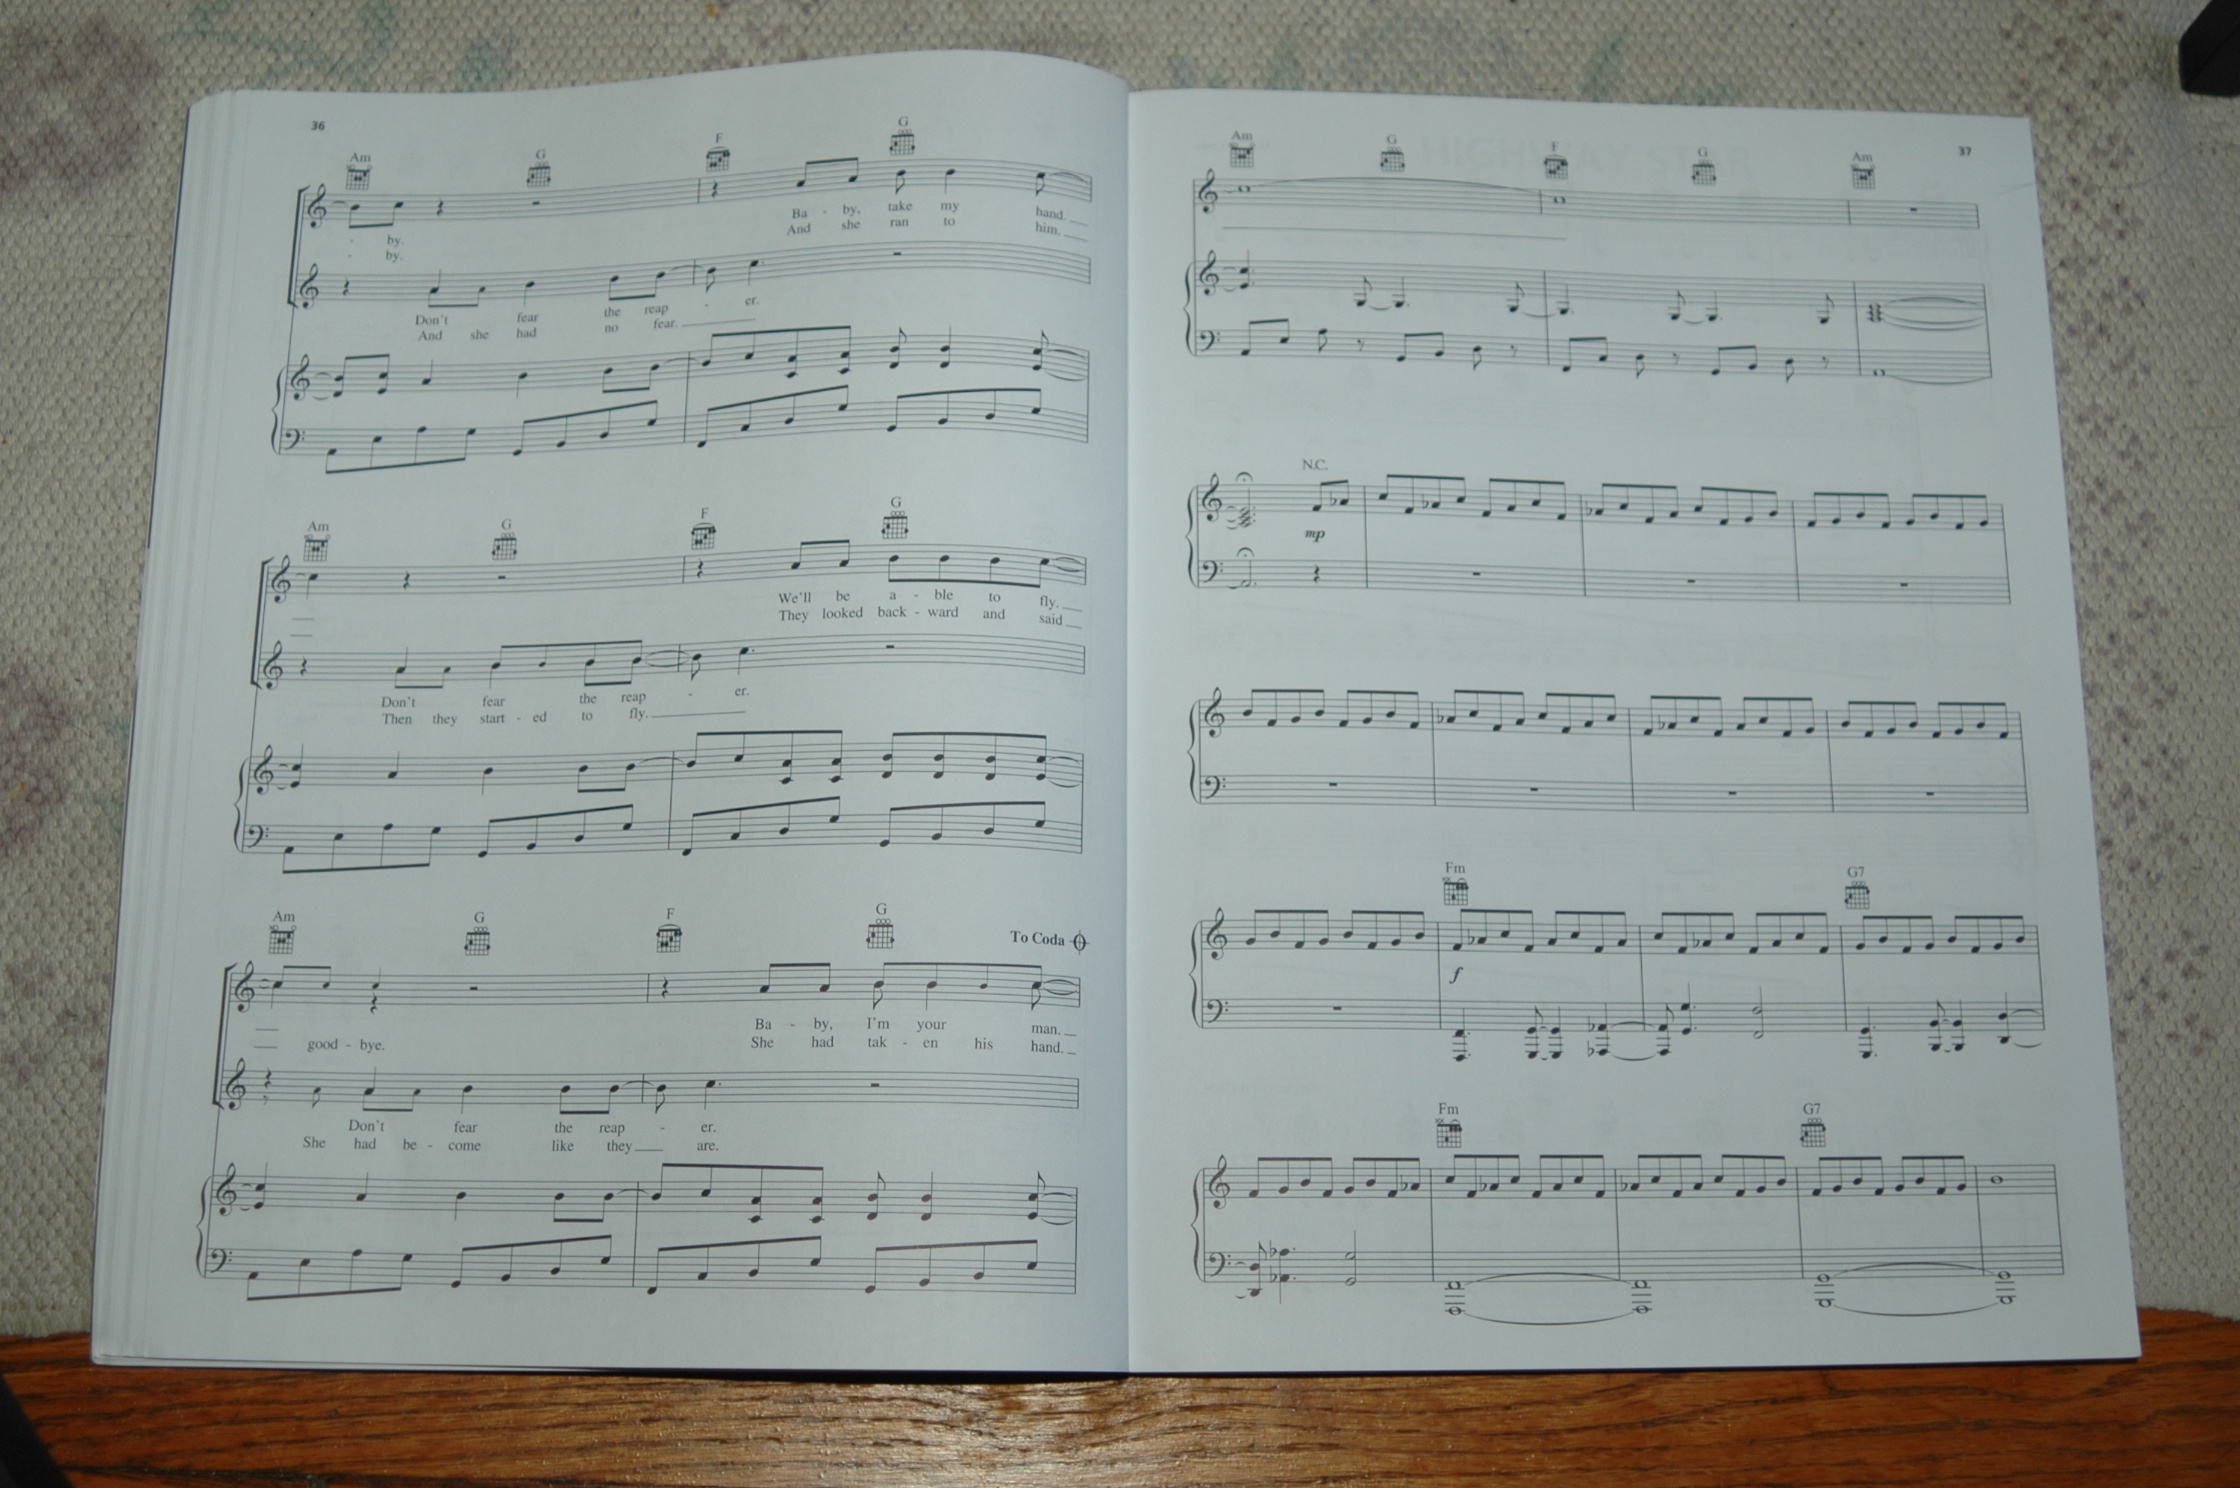 36
Am G F G
by. Ba - by, take my hand.
by. And she ran to him.
Don't fear the reap - er.
And she had no fear.
Am G F G
We'll be a - ble to fly.
They looked back - ward and said
Don't fear the reap - er.
Then they start - ed to fly.
To Coda
Am G F G
good - bye. Ba - by, I'm your man.
She had tak - en his hand.
Don't fear the reap - er.
She had be - come like they are.
37
Am G F G Am
N.C.
mp
Fm G7
f
Fm G7